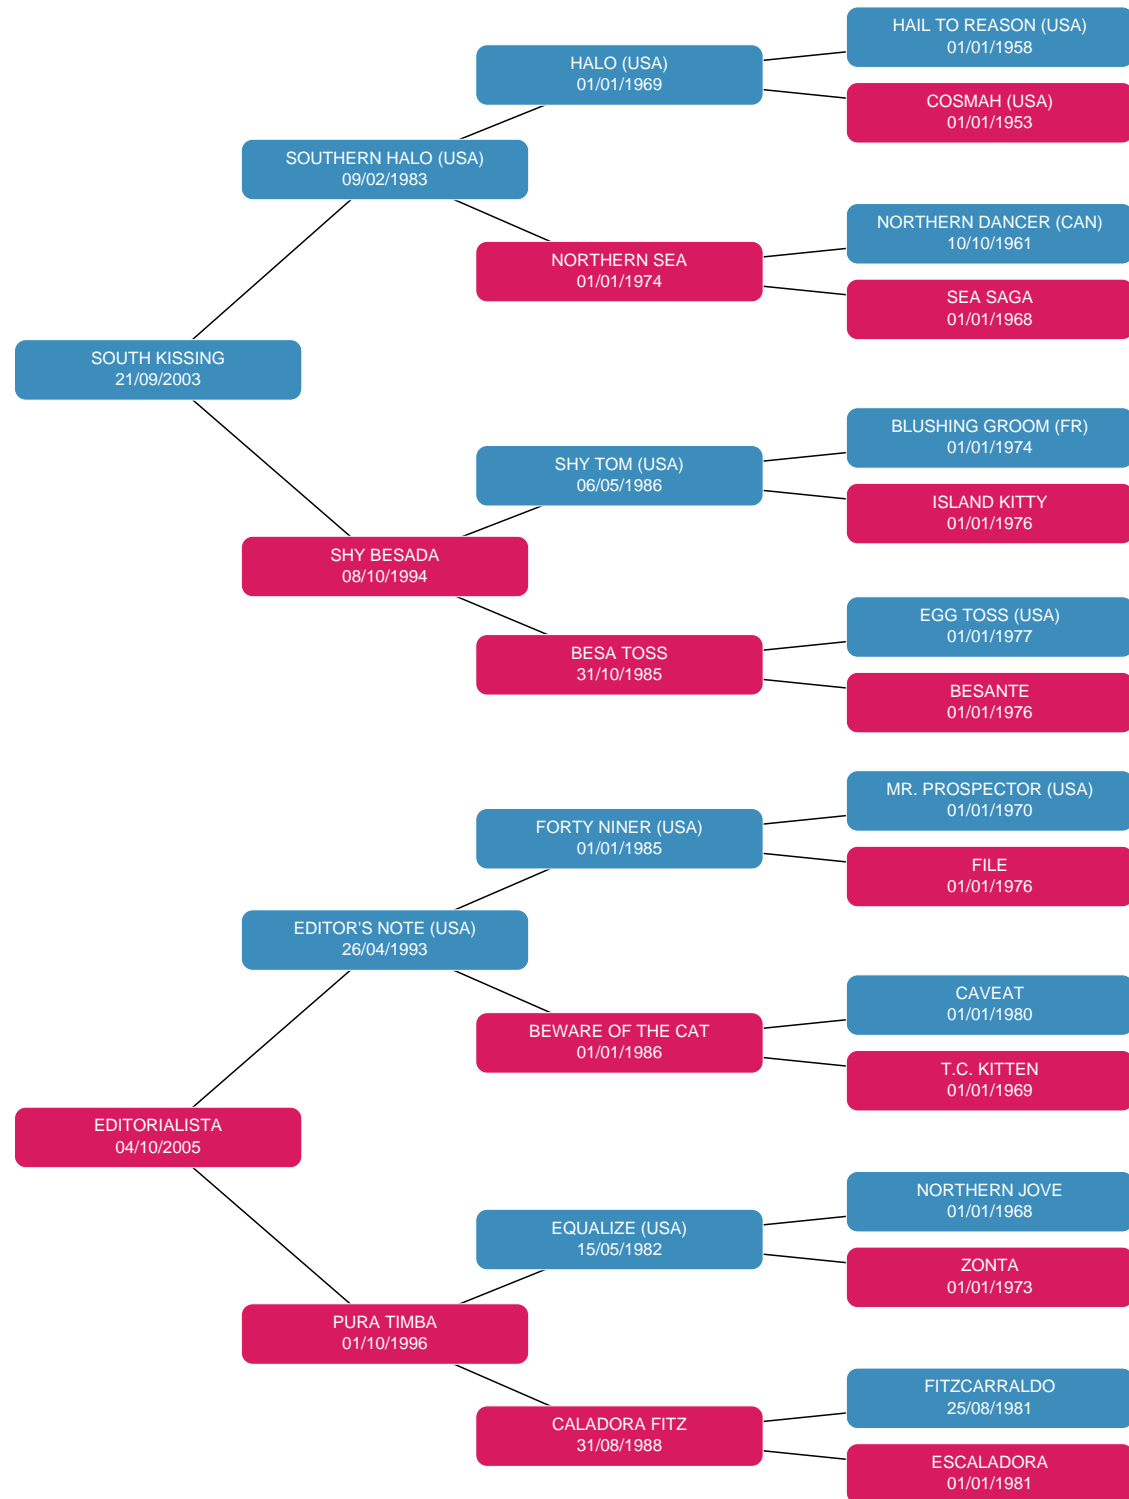 HAIL TO REASON (USA)
01/01/1958
HALO (USA)
01/01/1969
COSMAH (USA)
01/01/1953
SOUTHERN HALO (USA)
09/02/1983
NORTHERN DANCER (CAN)
10/10/1961
NORTHERN SEA
01/01/1974
SEA SAGA
01/01/1968
SOUTH KISSING
21/09/2003
BLUSHING GROOM (FR)
01/01/1974
SHY TOM (USA)
06/05/1986
ISLAND KITTY
01/01/1976
SHY BESADA
08/10/1994
EGG TOSS (USA)
01/01/1977
BESA TOSS
31/10/1985
BESANTE
01/01/1976
MR. PROSPECTOR (USA)
01/01/1970
FORTY NINER (USA)
01/01/1985
FILE
01/01/1976
EDITOR'S NOTE (USA)
26/04/1993
CAVEAT
01/01/1980
BEWARE OF THE CAT
01/01/1986
T.C. KITTEN
01/01/1969
EDITORIALISTA
04/10/2005
NORTHERN JOVE
01/01/1968
EQUALIZE (USA)
15/05/1982
ZONTA
01/01/1973
PURA TIMBA
01/10/1996
FITZCARRALDO
25/08/1981
CALADORA FITZ
31/08/1988
ESCALADORA
01/01/1981